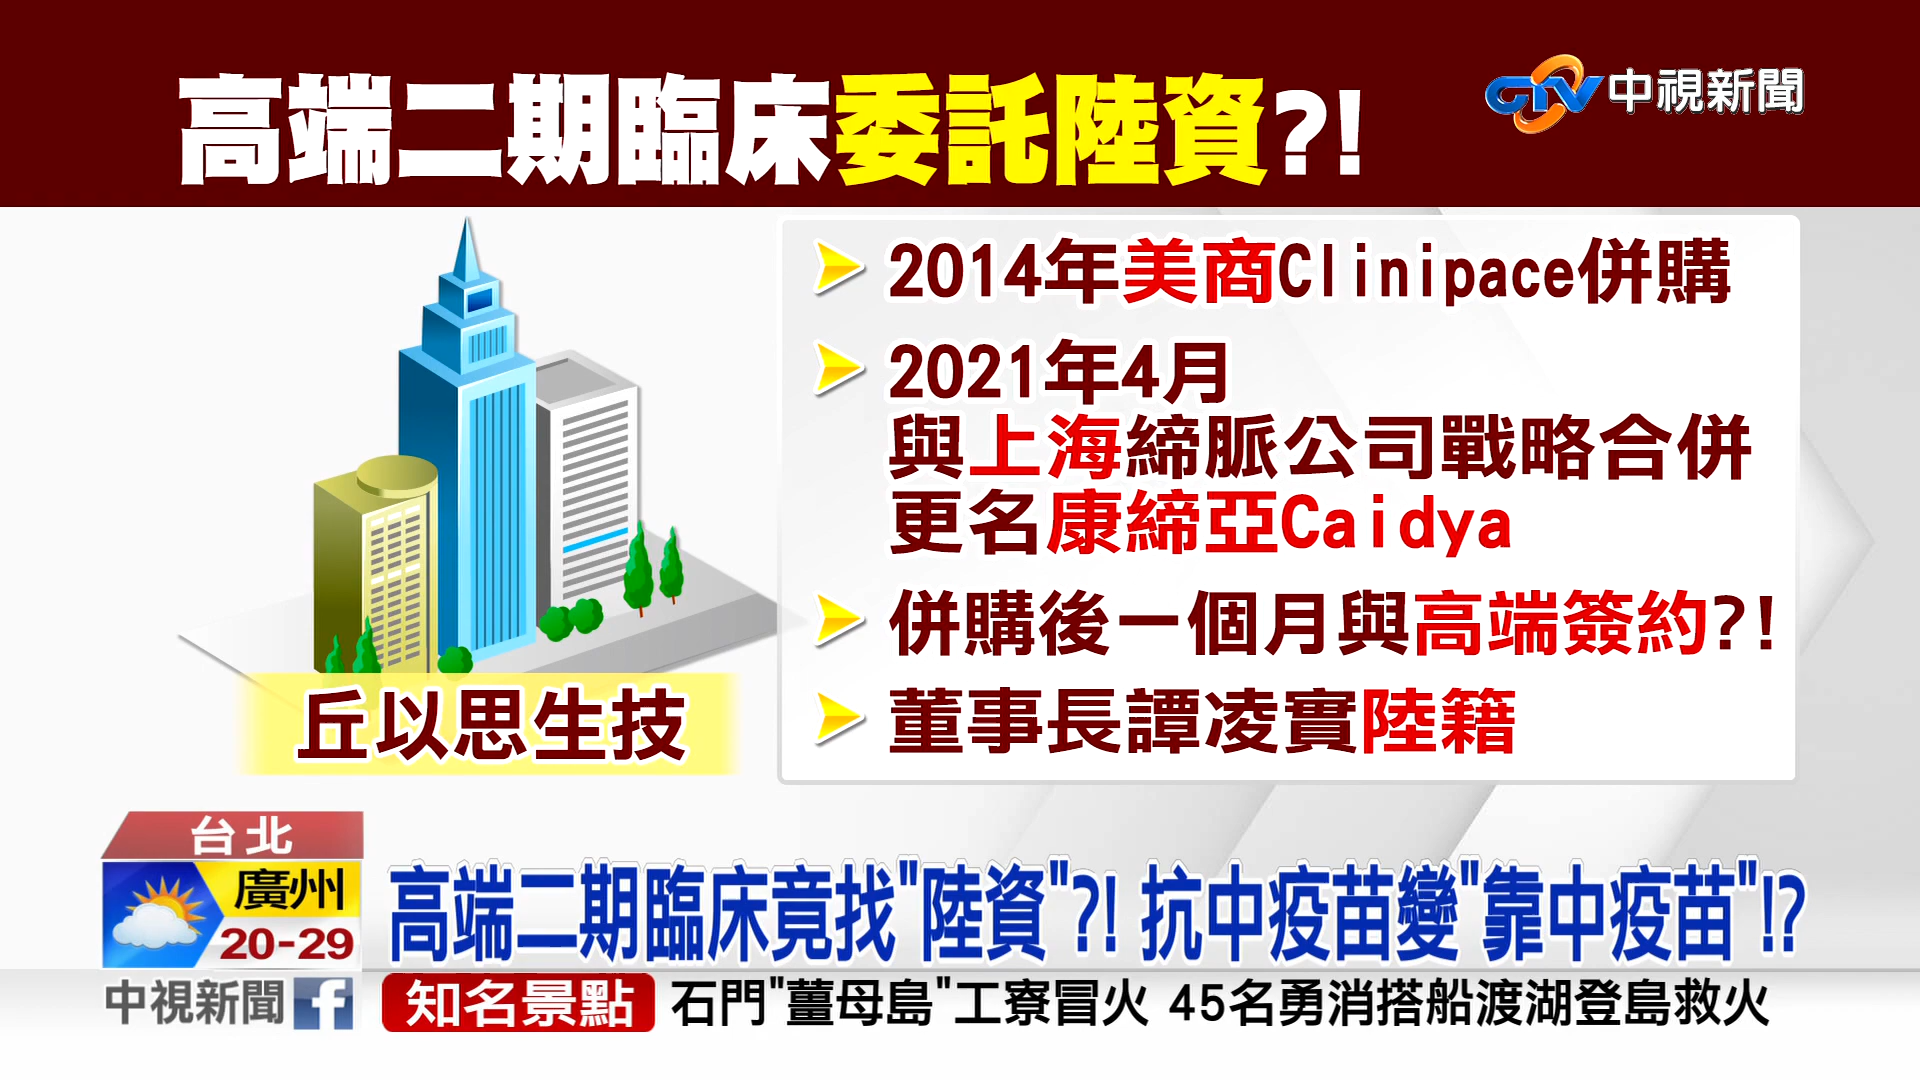 高端二期臨床委託陸資?!
CTV 中視新聞
2014年美商Clinipace併購
2021年4月
與上海締脈公司戰略合併
更名康締亞Caidya
併購後一個月與高端簽約?!
董事長譚凌實陸籍
丘以思生技
台北
廣州
20-29
高端二期臨床竟找"陸資"?! 抗中疫苗變"靠中疫苗"!?
中視新聞 f
知名景點 石門"薑母島"工寮冒火 45名勇消搭船渡湖登島救火